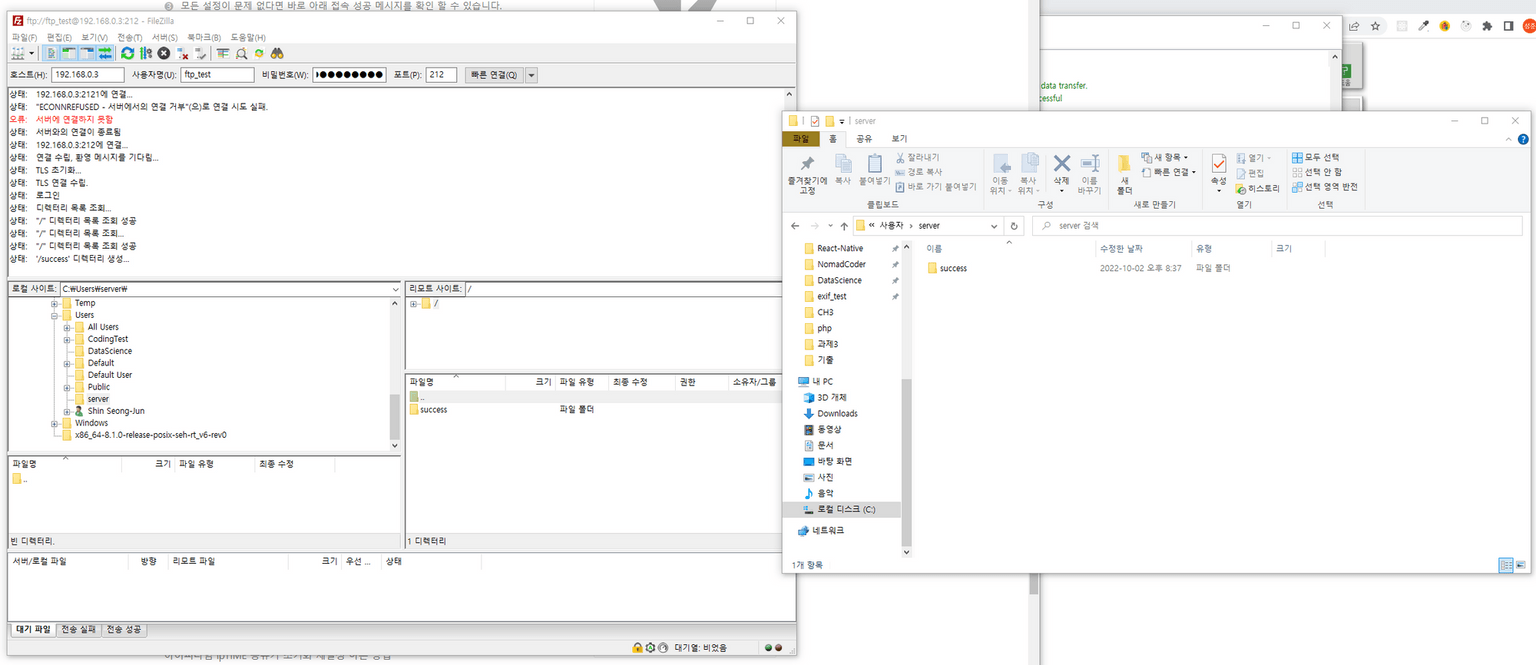 ❸ 모든 설정이 문제 없다면 바로 아래 접속 성공 메시지를 확인 할 수 있습니다.
ftp://ftp_test@192.168.0.3:212 - FileZilla
파일(F) 편집(E) 보기(V) 전송(T) 서버(S) 북마크(B) 도움말(H)
호스트(H): 192.168.0.3 사용자명(U): ftp_test 비밀번호(W): ●●●●●●●●● 포트(P): 212 빠른 연결(Q)
상태: 192.168.0.3:2121에 연결...
상태: "ECONNREFUSED - 서버에서의 연결 거부"(으)로 연결 시도 실패.
오류: 서버에 연결하지 못함
상태: 서버와의 연결이 종료됨
상태: 192.168.0.3:212에 연결...
상태: 연결 수립, 환영 메시지를 기다림...
상태: TLS 초기화...
상태: TLS 연결 수립.
상태: 로그인
상태: 디렉터리 목록 조회...
상태: "/" 디렉터리 목록 조회 성공
상태: "/" 디렉터리 목록 조회...
상태: "/" 디렉터리 목록 조회 성공
상태: '/success' 디렉터리 생성...
로컬 사이트: C:₩Users₩server₩
Temp
Users
All Users
CodingTest
DataScience
Default
Default User
Public
server
Shin Seong-Jun
Windows
x86_64-8.1.0-release-posix-seh-rt_v6-rev0
파일명 크기 파일 유형 최종 수정
..
빈 디렉터리.
리모트 사이트: /
/
파일명 크기 파일 유형 최종 수정 권한 소유자/그룹
..
success 파일 폴더
1 디렉터리
서버/로컬 파일 방향 리모트 파일 크기 우선 ... 상태
대기 파일 전송 실패 전송 성공
대기열: 비었음
data transfer.
cessful
server
파일 홈 공유 보기
즐겨찾기에 고정
복사
붙여넣기
잘라내기
경로 복사
바로 가기 붙여넣기
클립보드
이동 위치
복사 위치
삭제
이름 바꾸기
구성
새 폴더
새 항목
빠른 연결
새로 만들기
속성
열기
편집
히스토리
열기
모두 선택
선택 안 함
선택 영역 반전
선택
« 사용자 › server
server 검색
이름 수정한 날짜 유형 크기
success 2022-10-02 오후 8:37 파일 폴더
React-Native
NomadCoder
DataScience
exif_test
CH3
php
과제3
기출
내 PC
3D 개체
Downloads
동영상
문서
바탕 화면
사진
음악
로컬 디스크 (C:)
네트워크
1개 항목